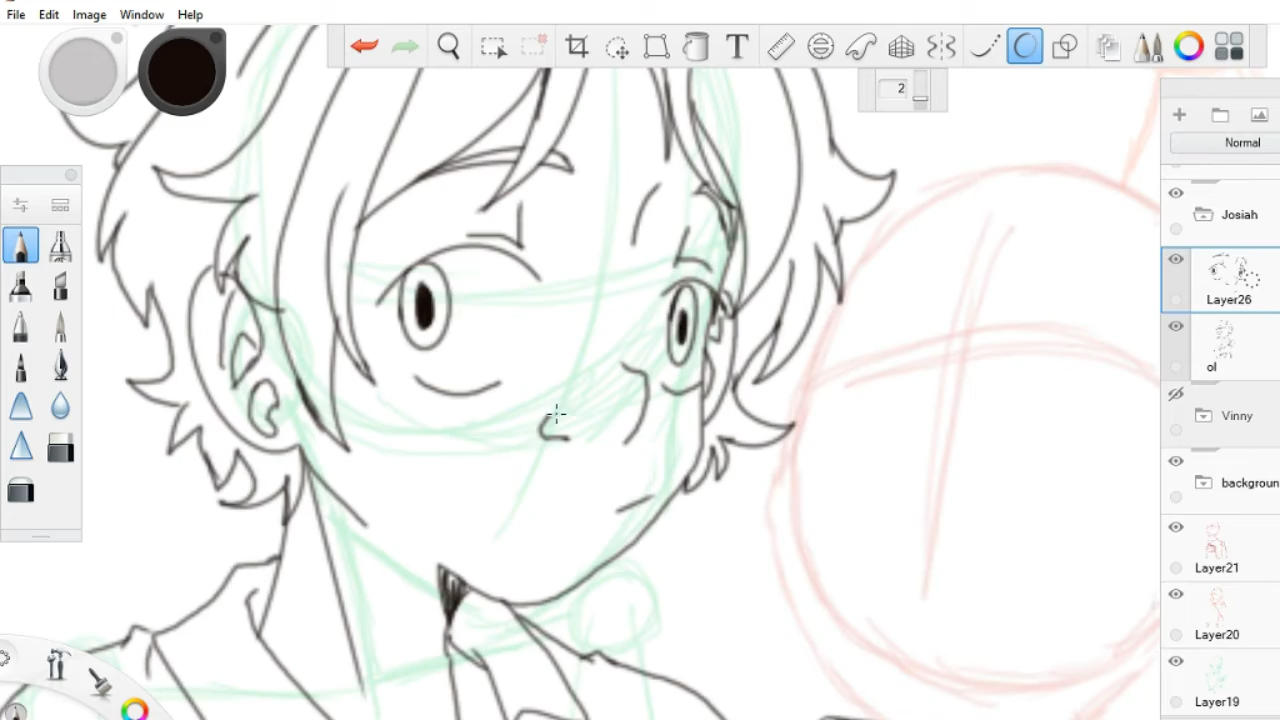 File Edit Image Window Help
2
Normal
Josiah
Layer26
ol
Vinny
backgroun
Layer21
Layer20
Layer19